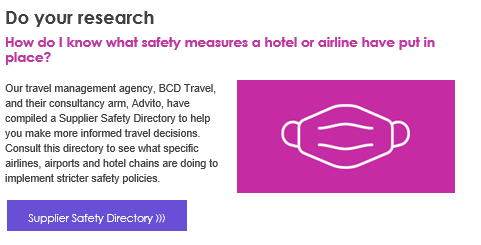 Do your research
How do I know what safety measures a hotel or airline have put in
place?
Our travel management agency, BCD Travel,
and their consultancy arm, Advito, have
compiled a Supplier Safety Directory to help
you make more informed travel decisions.
Consult this directory to see what specific
airlines, airports and hotel chains are doing to
implement stricter safety policies.
Supplier Safety Directory )))